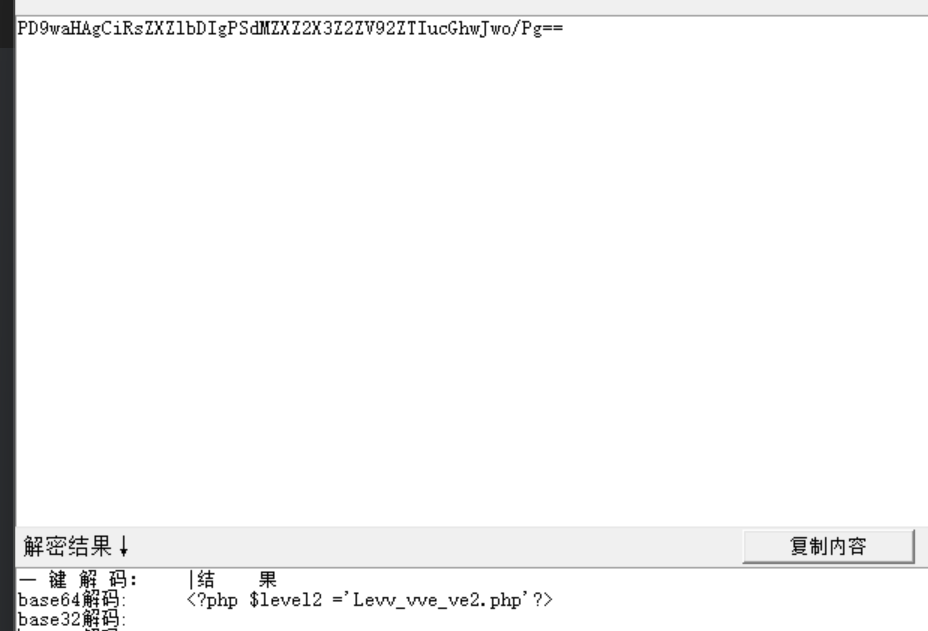 PD9waHAgCiRsZXZlbDIgPSdMZXZ2X3Z2ZV92ZTIucGhwJwo/Pg==
解密结果↓
复制内容
一 键 解 码: |结 果
base64解码: <?php $level2 ='Levv_vve_ve2.php'?>
base32解码: